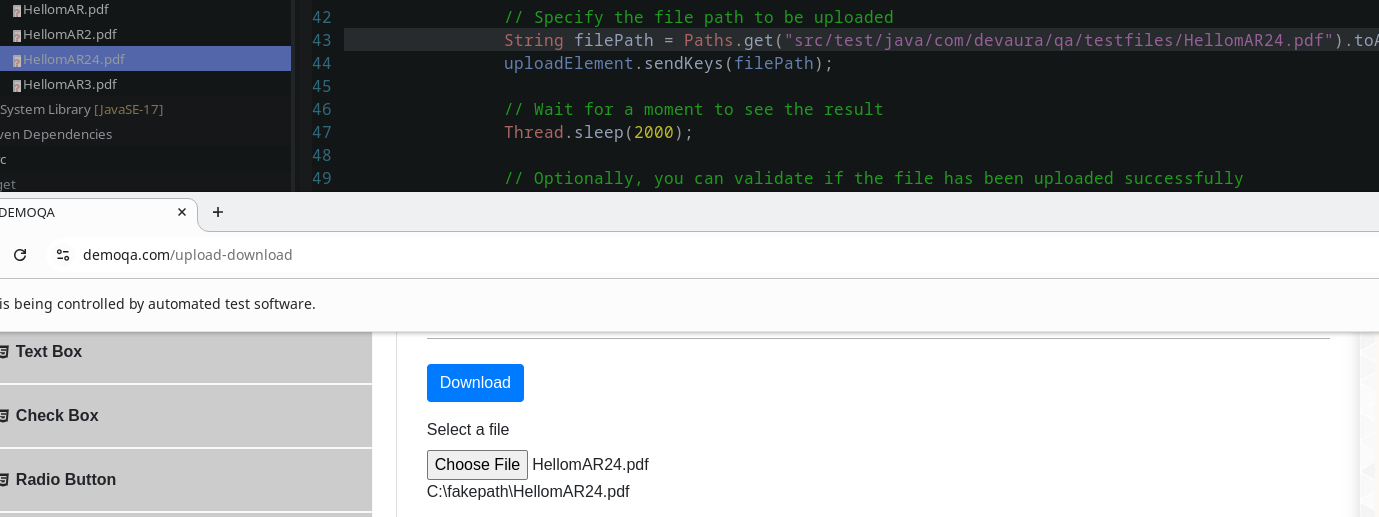 HellomAR.pdf
HellomAR2.pdf
HellomAR24.pdf
HellomAR3.pdf
System Library [JavaSE-17]
ven Dependencies
rc
get
42 // Specify the file path to be uploaded
43 String filePath = Paths.get("src/test/java/com/devaura/qa/testfiles/HellomAR24.pdf").toA
44 uploadElement.sendKeys(filePath);
45
46 // Wait for a moment to see the result
47 Thread.sleep(2000);
48
49 // Optionally, you can validate if the file has been uploaded successfully
DEMOQA
demoqa.com/upload-download
is being controlled by automated test software.
Text Box
Check Box
Radio Button
Download
Select a file
Choose File HellomAR24.pdf
C:\fakepath\HellomAR24.pdf